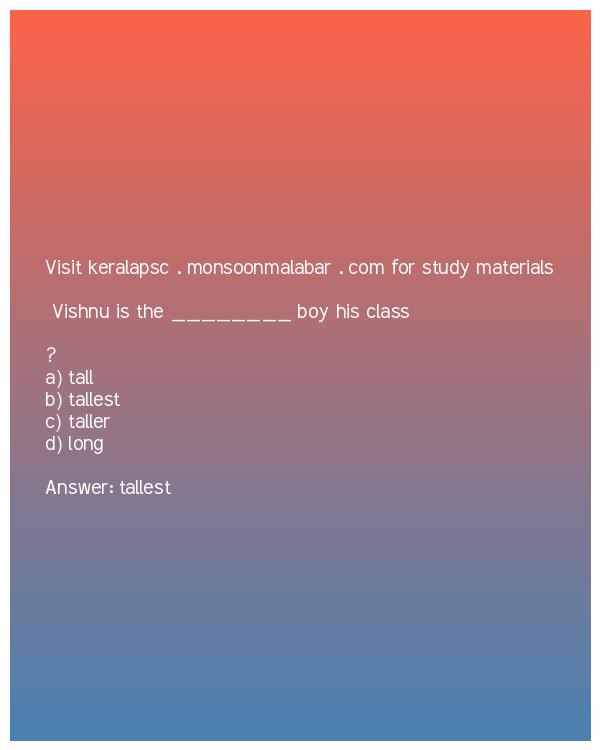 Visit keralapsc . monsoonmalabar . com for study materials
Vishnu is the ________ boy his class
?
a) tall
b) tallest
c) taller
d) long
Answer: tallest